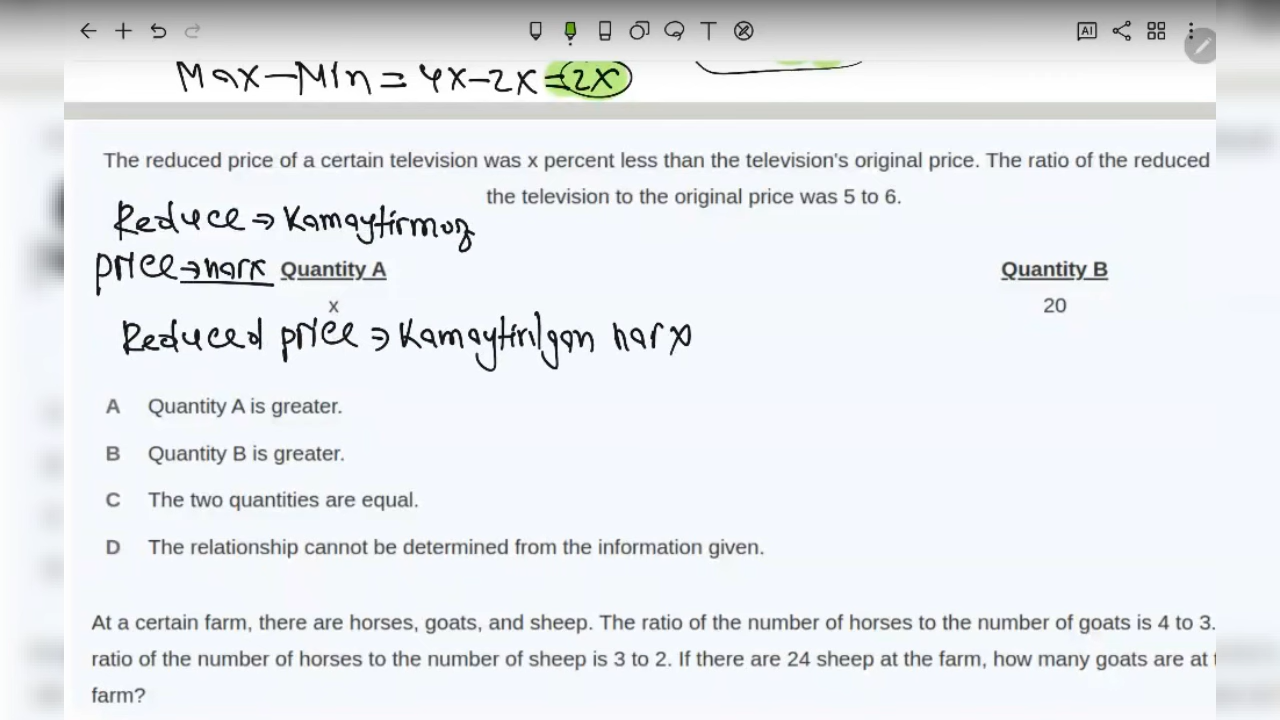 AI
Max-Min = 4x-2x = 2x
The reduced price of a certain television was x percent less than the television's original price. The ratio of the reduced
the television to the original price was 5 to 6.
Reduce ⇒ Kamaytirmoq
price → narx
Quantity A
Quantity B
x
20
Reduced price ⇒ Kamaytirilgan narx
A Quantity A is greater.
B Quantity B is greater.
C The two quantities are equal.
D The relationship cannot be determined from the information given.
At a certain farm, there are horses, goats, and sheep. The ratio of the number of horses to the number of goats is 4 to 3.
ratio of the number of horses to the number of sheep is 3 to 2. If there are 24 sheep at the farm, how many goats are at
farm?